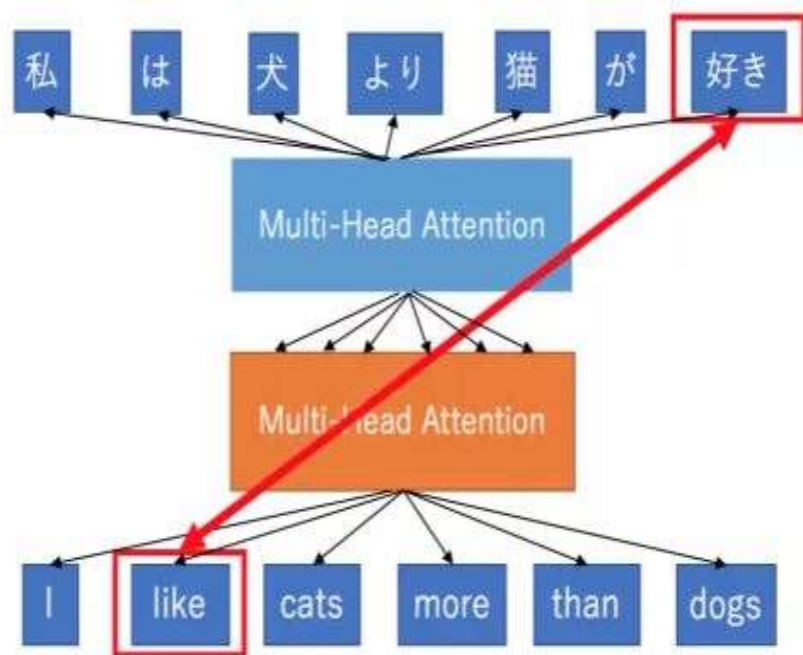 私 は 犬 より 猫 が 好き
Multi-Head Attention
Multi-Head Attention
I like cats more than dogs